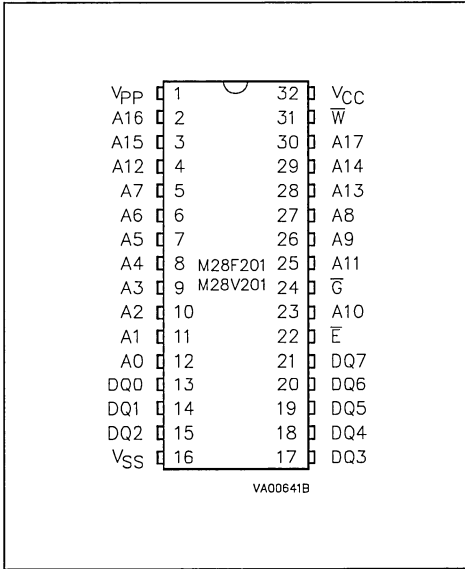 VPP 1 32 VCC
A16 2 31 W̅
A15 3 30 A17
A12 4 29 A14
A7 5 28 A13
A6 6 27 A8
A5 7 26 A9
A4 8 M28F201 25 A11
A3 9 M28V201 24 G̅
A2 10 23 A10
A1 11 22 E̅
A0 12 21 DQ7
DQ0 13 20 DQ6
DQ1 14 19 DQ5
DQ2 15 18 DQ4
VSS 16 17 DQ3
VA00641B